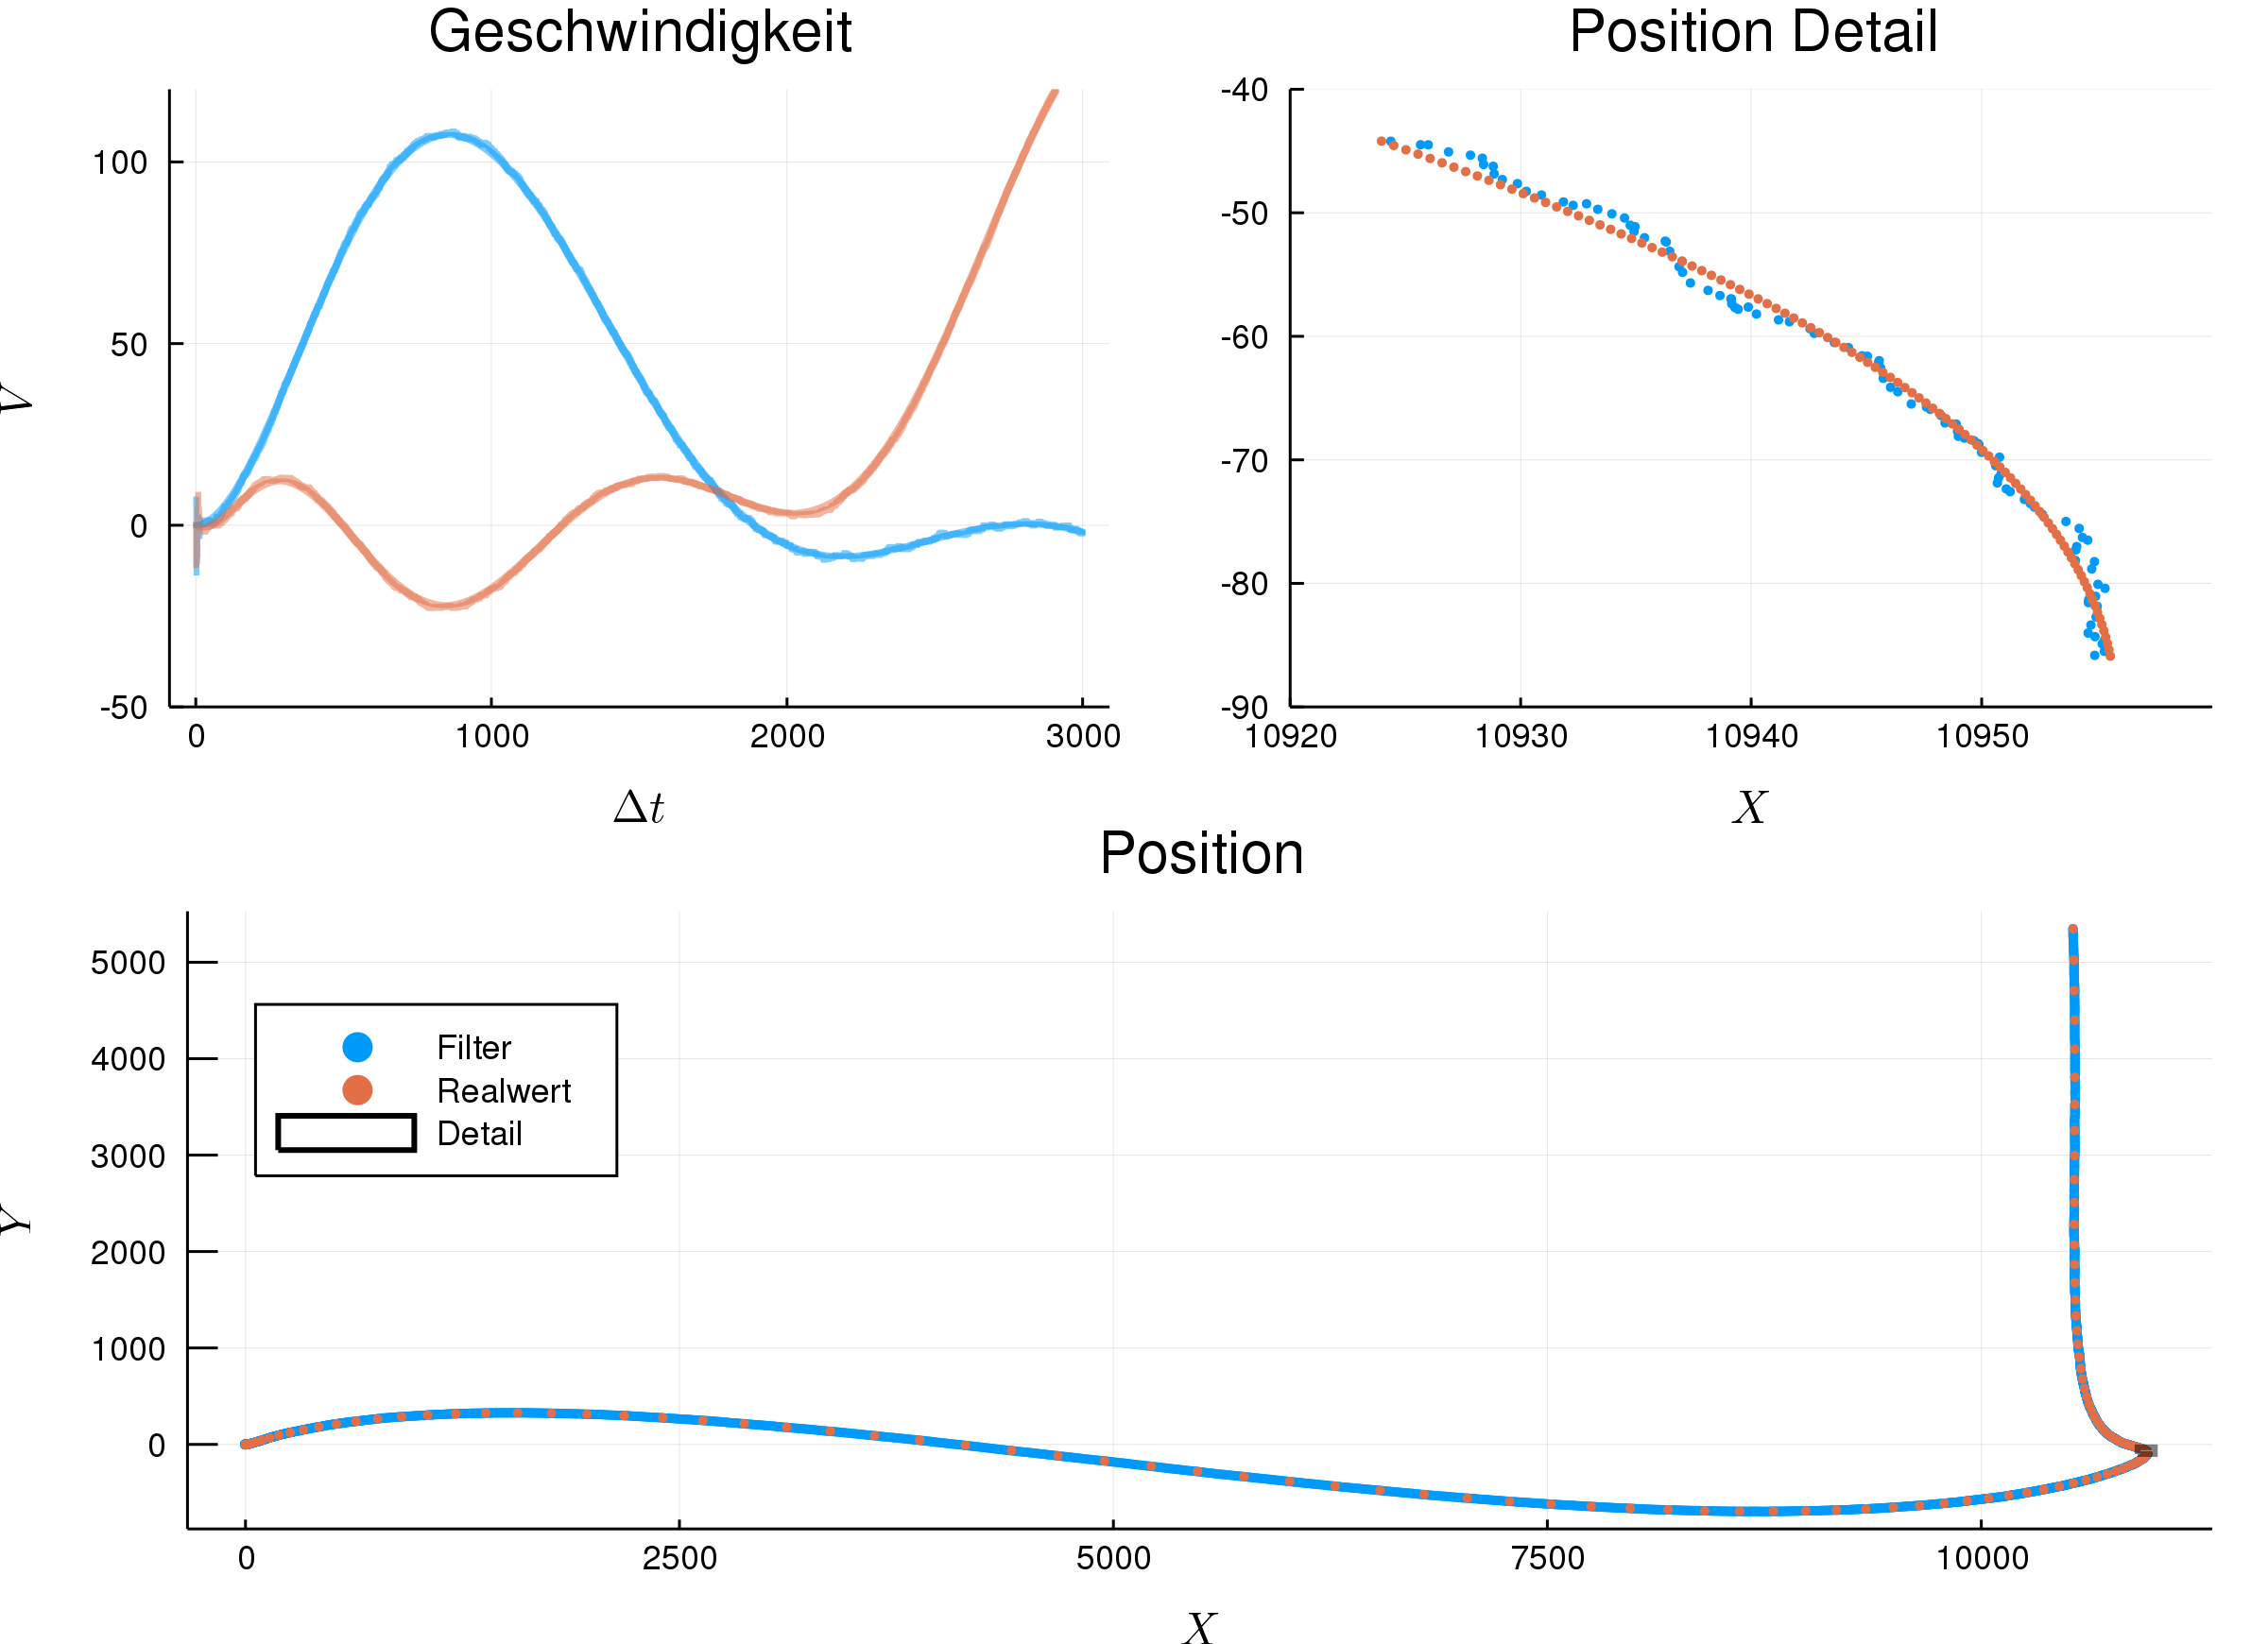 Geschwindigkeit
V
100
50
0
-50
0 1000 2000 3000
Δt
Position Detail
-40
-50
-60
-70
-80
-90
10920 10930 10940 10950
X
Position
Y
5000
4000
3000
2000
1000
0
Filter
Realwert
Detail
0 2500 5000 7500 10000
X